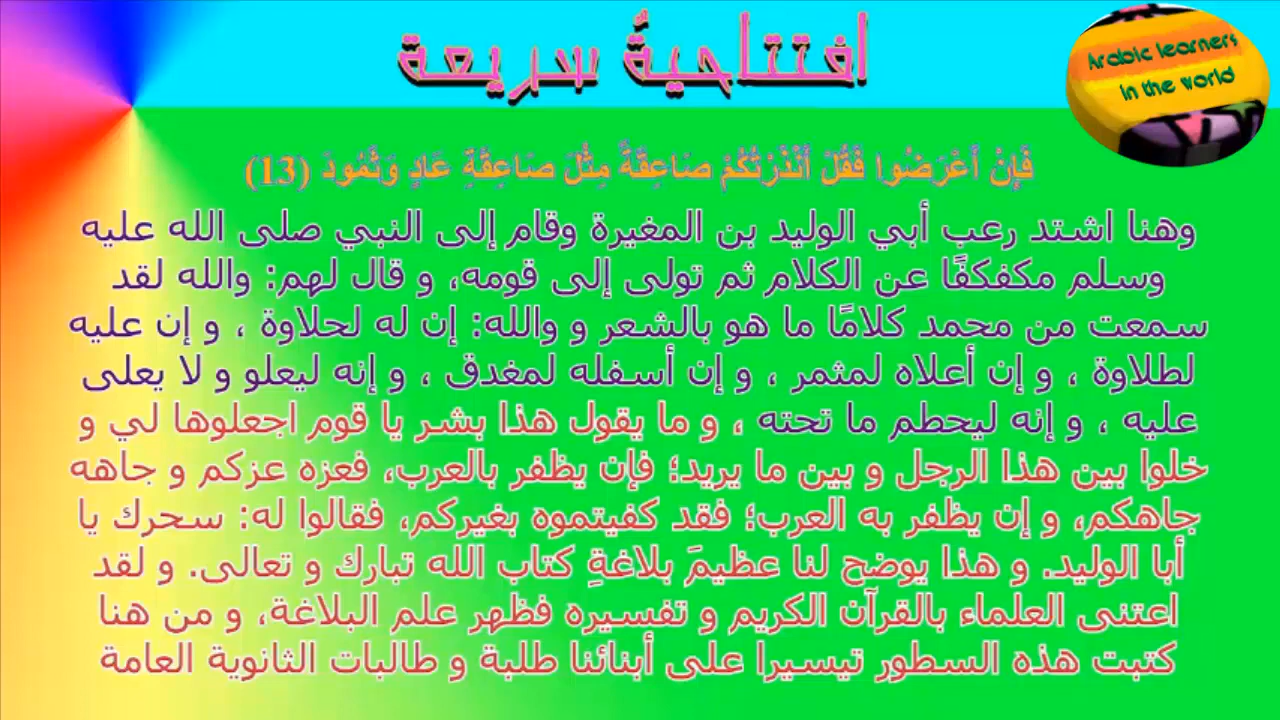 افتتاحيةٌ سريعة
Arabic learners
in the world
فَإِنْ أَعْرَضُوا فَقُلْ أَنْذَرْتُكُمْ صَاعِقَةً مِثْلَ صَاعِقَةِ عَادٍ وَثَمُودَ (13)
وهنا اشتد رعب أبي الوليد بن المغيرة وقام إلى النبي صلى الله عليه
وسلم مكفكفًا عن الكلام ثم تولى إلى قومه، و قال لهم: والله لقد
سمعت من محمد كلامًا ما هو بالشعر و والله: إن له لحلاوة ، و إن عليه
لطلاوة ، و إن أعلاه لمثمر ، و إن أسفله لمغدق ، و إنه ليعلو و لا يعلى
عليه ، و إنه ليحطم ما تحته ، و ما يقول هذا بشر يا قوم اجعلوها لي و
خلوا بين هذا الرجل و بين ما يريد؛ فإن يظفر بالعرب، فعزه عزكم و جاهه
جاهكم، و إن يظفر به العرب؛ فقد كفيتموه بغيركم، فقالوا له: سحرك يا
أبا الوليد. و هذا يوضح لنا عظيمَ بلاغةِ كتاب الله تبارك و تعالى. و لقد
اعتنى العلماء بالقرآن الكريم و تفسيره فظهر علم البلاغة، و من هنا
كتبت هذه السطور تيسيرا على أبنائنا طلبة و طالبات الثانوية العامة